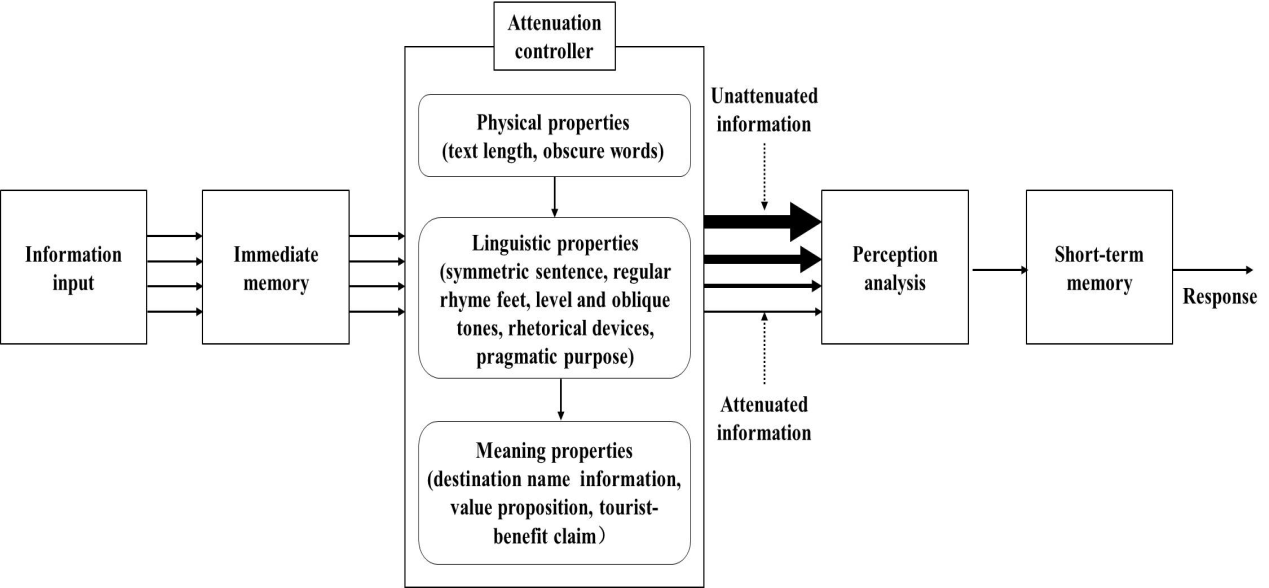 Attenuation
controller
Physical properties
(text length, obscure words)
Unattenuated
information
Information
input
Immediate
memory
Linguistic properties
(symmetric sentence, regular
rhyme feet, level and oblique
tones, rhetorical devices,
pragmatic purpose)
Perception
analysis
Short-term
memory
Response
Attenuated
information
Meaning properties
(destination name information,
value proposition, tourist-
benefit claim）